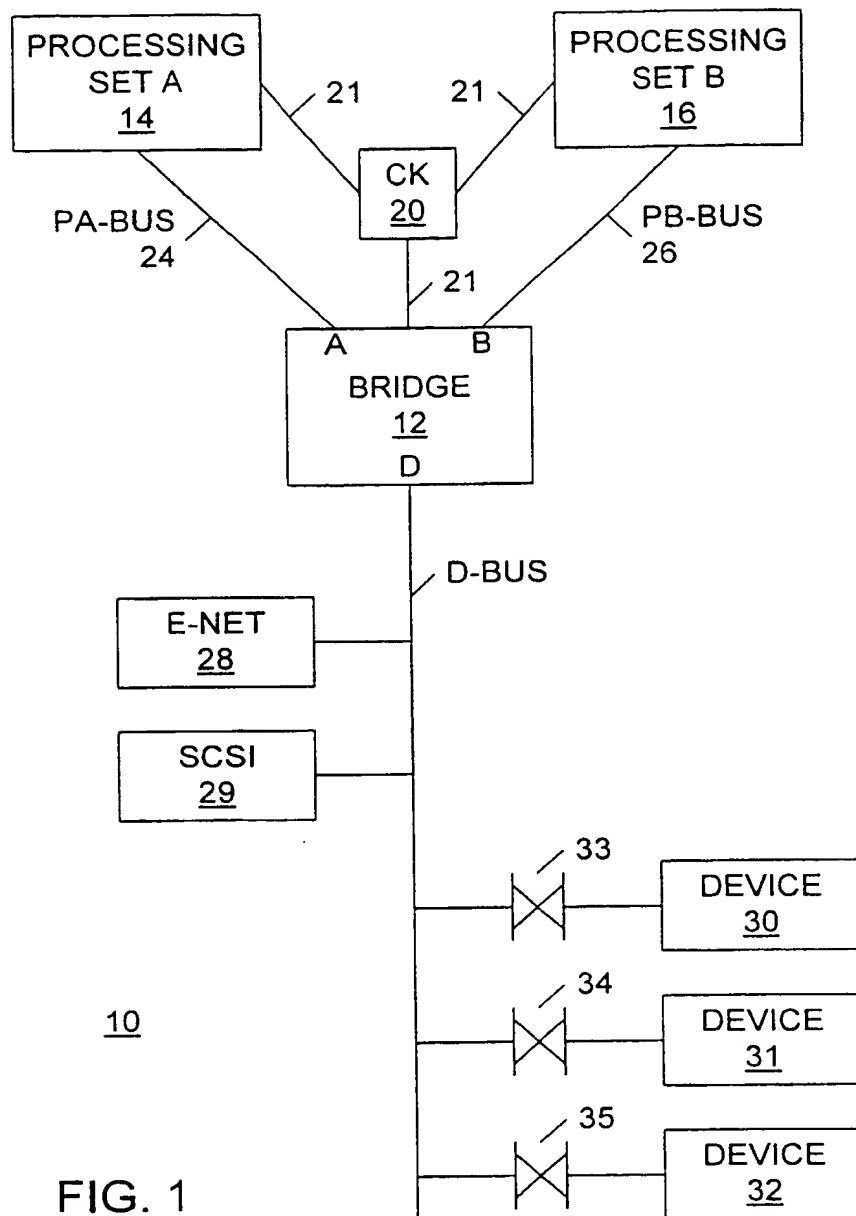 PROCESSING
SET A
14
PROCESSING
SET B
16
21
21
CK
20
PA-BUS
24
PB-BUS
26
21
A
B
BRIDGE
12
D
D-BUS
E-NET
28
SCSI
29
33
DEVICE
30
34
DEVICE
31
10
35
DEVICE
32
FIG. 1